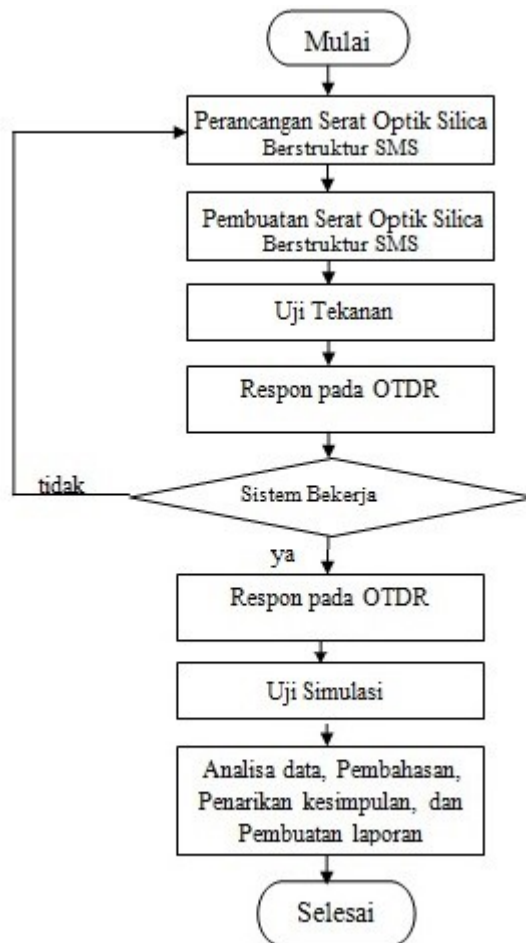 Mulai
Perancangan Serat Optik Silica
Berstruktur SMS
Pembuatan Serat Optik Silica
Berstruktur SMS
Uji Tekanan
Respon pada OTDR
tidak
Sistem Bekerja
ya
Respon pada OTDR
Uji Simulasi
Analisa data, Pembahasan,
Penarikan kesimpulan, dan
Pembuatan laporan
Selesai